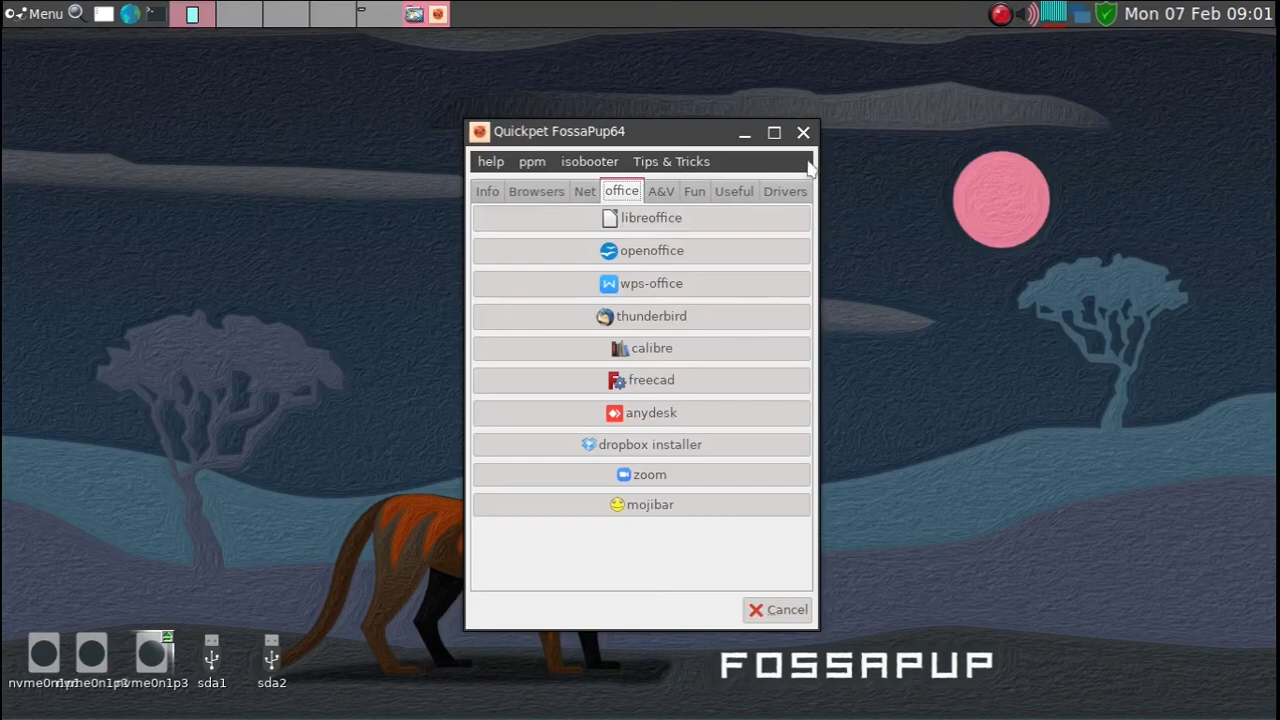 Menu
Mon 07 Feb 09:01
Quickpet FossaPup64
help ppm isobooter Tips & Tricks
Info Browsers Net office A&V Fun Useful Drivers
libreoffice
openoffice
wps-office
thunderbird
calibre
freecad
anydesk
dropbox installer
zoom
mojibar
Cancel
FOSSAPUP
nvme0n1p3 sda1 sda2